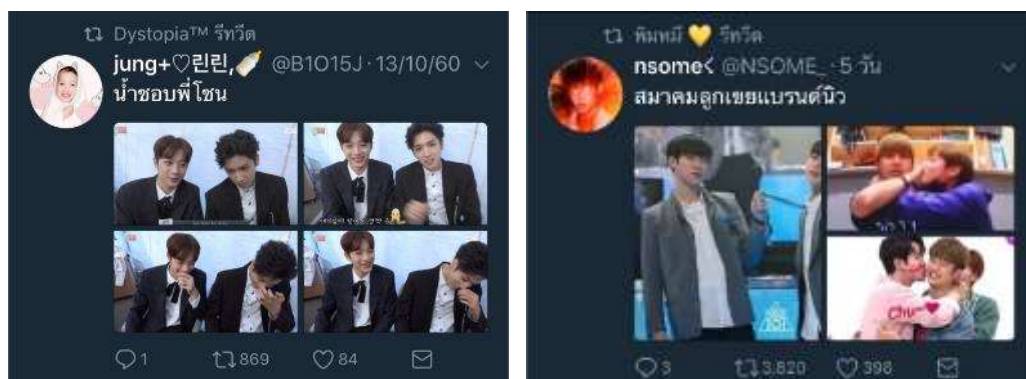 Dystopia™ รีทวีต
jung+♡린린,🍼 @B1O15J · 13/10/60
น้ำชอบพี่โซน
1 869 84
พิมหมี 💛 รีทวีต
nsome< @NSOME_ · 5 วัน
สมาคมลูกเขยแบรนด์นิว
101
Chu
3 3,820 398